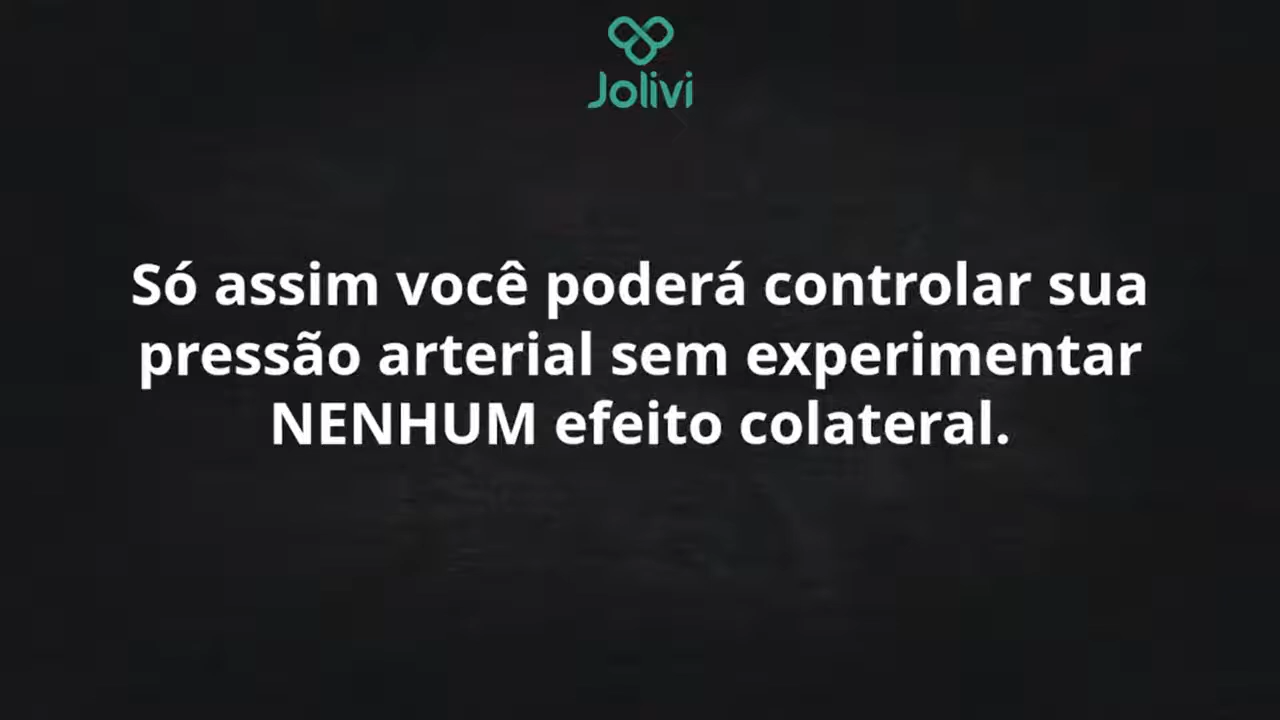 Jolivi
Só assim você poderá controlar sua
pressão arterial sem experimentar
NENHUM efeito colateral.